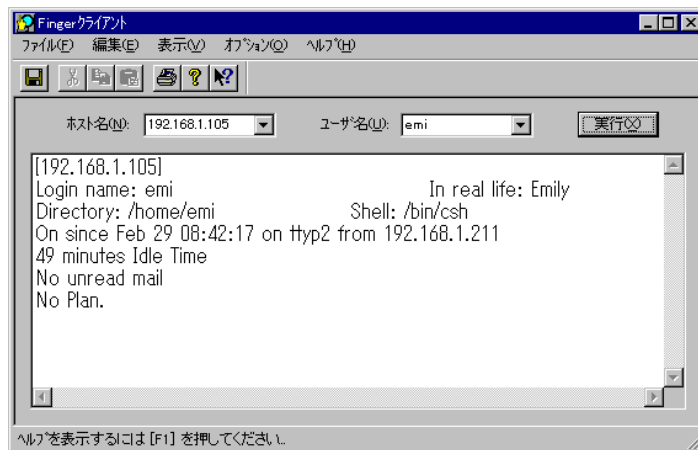 Fingerクライアント
ファイル(F) 編集(E) 表示(V) オプション(O) ヘルプ(H)
ホスト名(N): 192.168.1.105 ユーザ名(U): emi 実行(X)
[192.168.1.105]
Login name: emi In real life: Emily
Directory: /home/emi Shell: /bin/csh
On since Feb 29 08:42:17 on ttyp2 from 192.168.1.211
49 minutes Idle Time
No unread mail
No Plan.
ヘルプを表示するには [F1] を押してください。